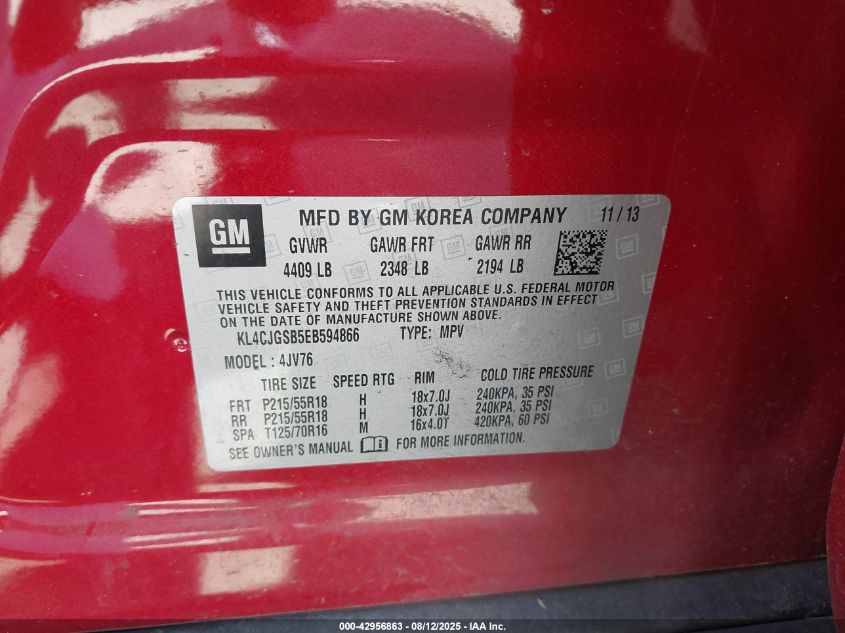 GM MFD BY GM KOREA COMPANY 11 / 13
GVWR GAWR FRT GAWR RR
4409 LB 2348 LB 2194 LB
THIS VEHICLE CONFORMS TO ALL APPLICABLE U.S. FEDERAL MOTOR
VEHICLE SAFETY AND THEFT PREVENTION STANDARDS IN EFFECT
ON THE DATE OF MANUFACTURE SHOWN ABOVE.
KL4CJGSB5EB594866 TYPE: MPV
MODEL : 4JV76
TIRE SIZE SPEED RTG RIM COLD TIRE PRESSURE
FRT P215/55R18 H 18x7.0J 240KPA, 35 PSI
RR P215/55R18 H 18x7.0J 240KPA, 35 PSI
SPA T125/70R16 M 16x4.0T 420KPA, 60 PSI
SEE OWNER'S MANUAL FOR MORE INFORMATION.
000-42956863 - 08/12/2025 - IAA Inc.